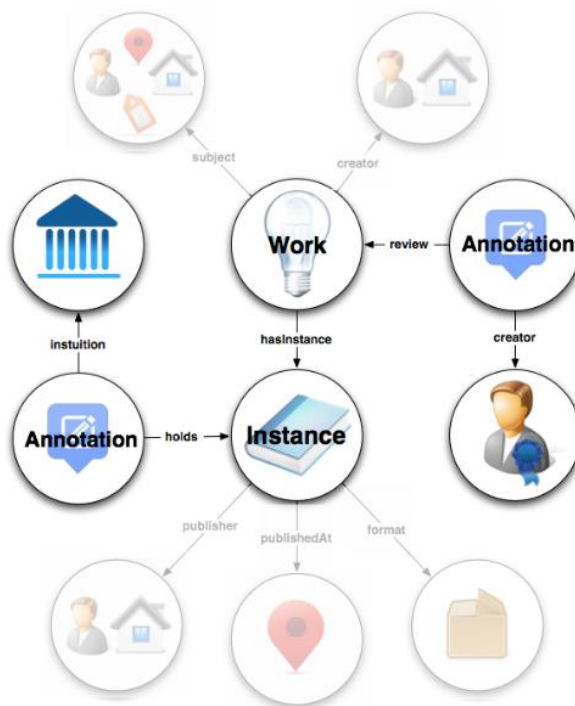 subject
creator
Work
review
Annotation
instuition
hasInstance
creator
Annotation
holds
Instance
publisher
publishedAt
format